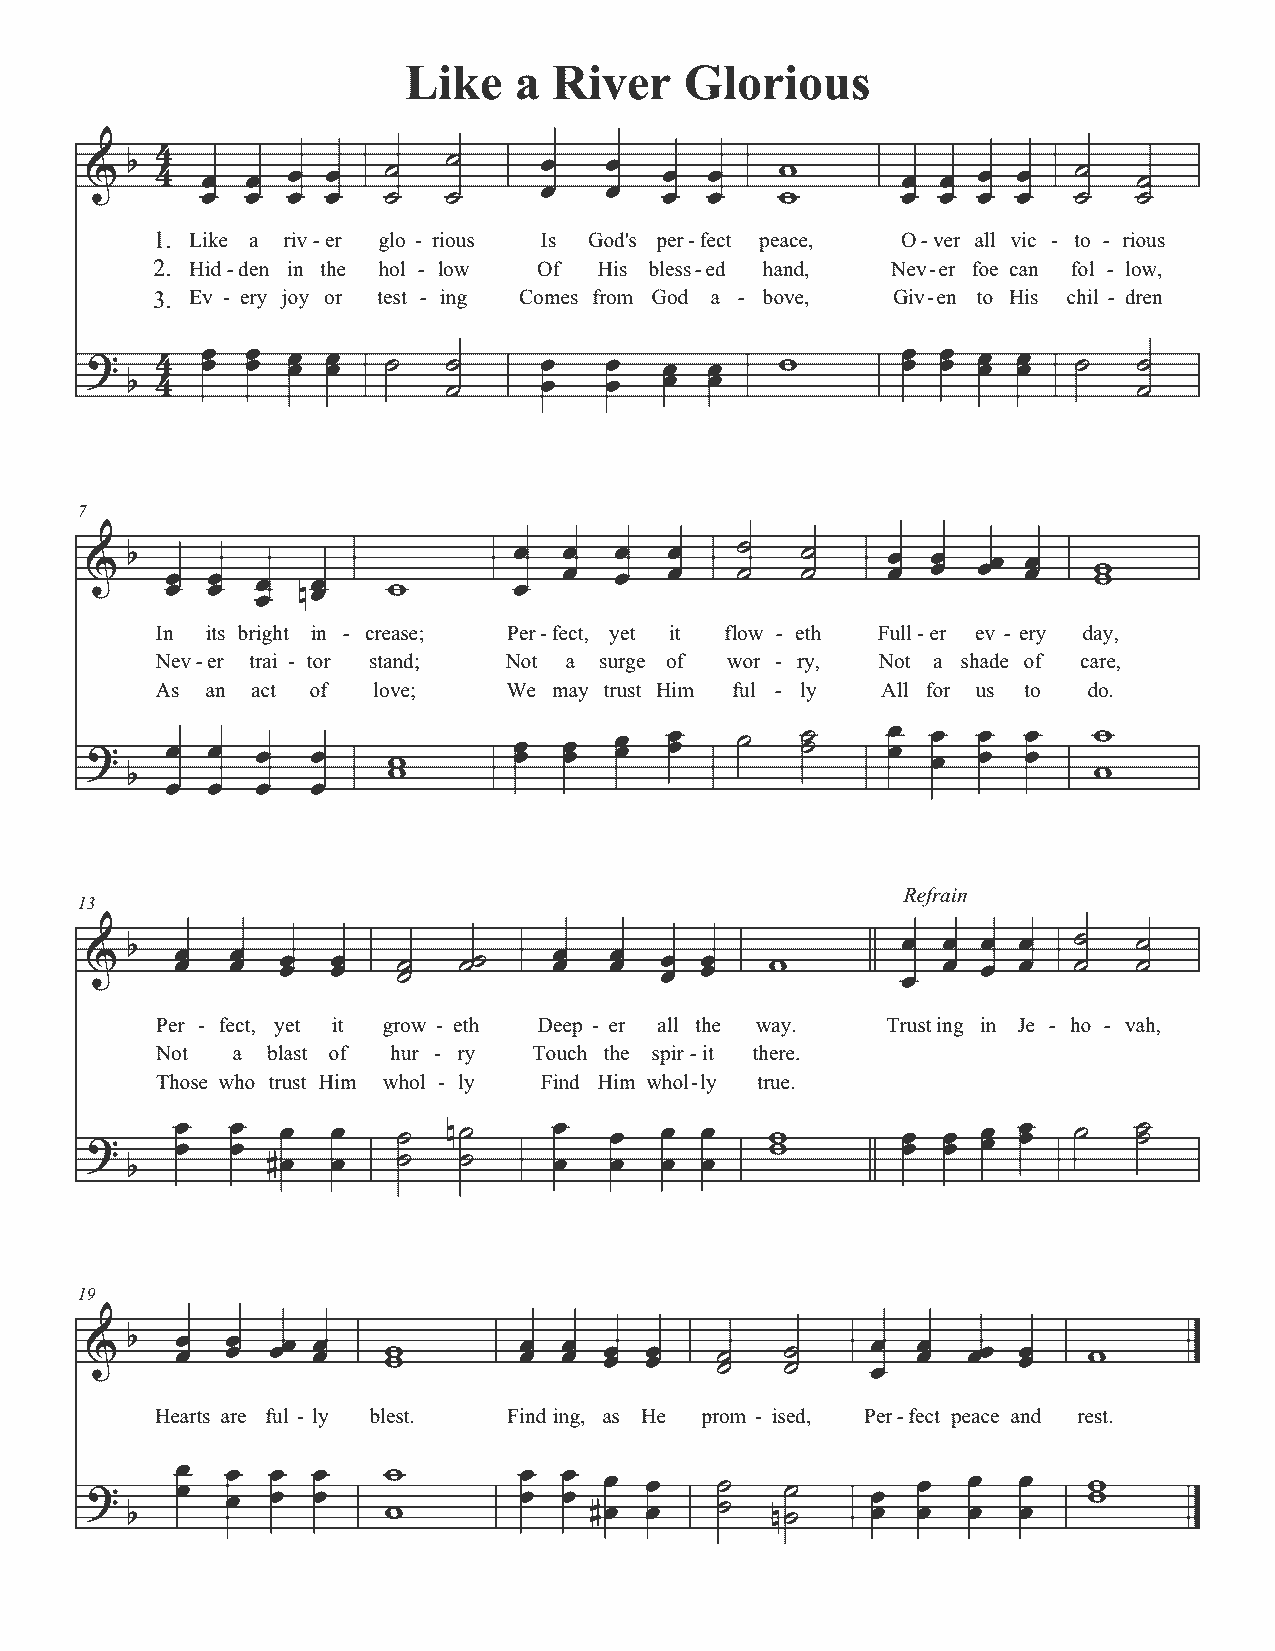 Like a River Glorious
1. Like a riv - er glo - rious Is God's per - fect peace, O - ver all vic - to - rious
2. Hid - den in the hol - low Of His bless - ed hand, Nev - er foe can fol - low,
3. Ev - ery joy or test - ing Comes from God a - bove, Giv - en to His chil - dren
7
In its bright in - crease; Per - fect, yet it flow - eth Full - er ev - ery day,
Nev - er trai - tor stand; Not a surge of wor - ry, Not a shade of care,
As an act of love; We may trust Him ful - ly All for us to do.
13 Refrain
Per - fect, yet it grow - eth Deep - er all the way. Trust ing in Je - ho - vah,
Not a blast of hur - ry Touch the spir - it there.
Those who trust Him whol - ly Find Him whol - ly true.
19
Hearts are ful - ly blest. Find ing, as He prom - ised, Per - fect peace and rest.